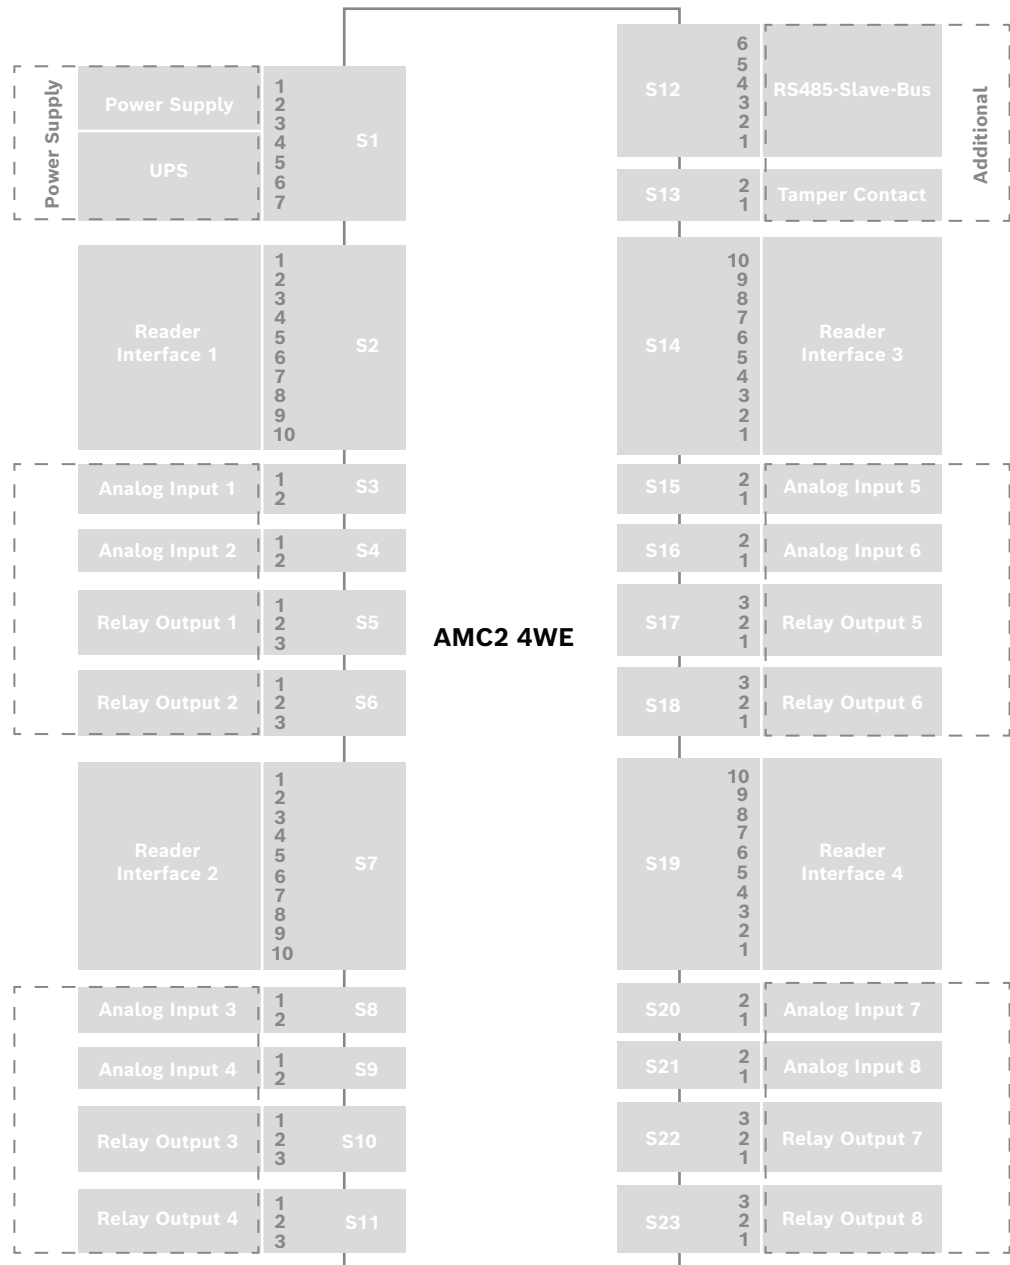 Power Supply
Power Supply
UPS
1
2
3
4
5
6
7
S1
Reader
Interface 1
1
2
3
4
5
6
7
8
9
10
S2
Analog Input 1
1
2
S3
Analog Input 2
1
2
S4
Relay Output 1
1
2
3
S5
Relay Output 2
1
2
3
S6
Reader
Interface 2
1
2
3
4
5
6
7
8
9
10
S7
Analog Input 3
1
2
S8
Analog Input 4
1
2
S9
Relay Output 3
1
2
3
S10
Relay Output 4
1
2
3
S11
AMC2 4WE
S12
6
5
4
3
2
1
RS485-Slave-Bus
Additional
S13
2
1
Tamper Contact
S14
10
9
8
7
6
5
4
3
2
1
Reader
Interface 3
S15
2
1
Analog Input 5
S16
2
1
Analog Input 6
S17
3
2
1
Relay Output 5
S18
3
2
1
Relay Output 6
S19
10
9
8
7
6
5
4
3
2
1
Reader
Interface 4
S20
2
1
Analog Input 7
S21
2
1
Analog Input 8
S22
3
2
1
Relay Output 7
S23
3
2
1
Relay Output 8